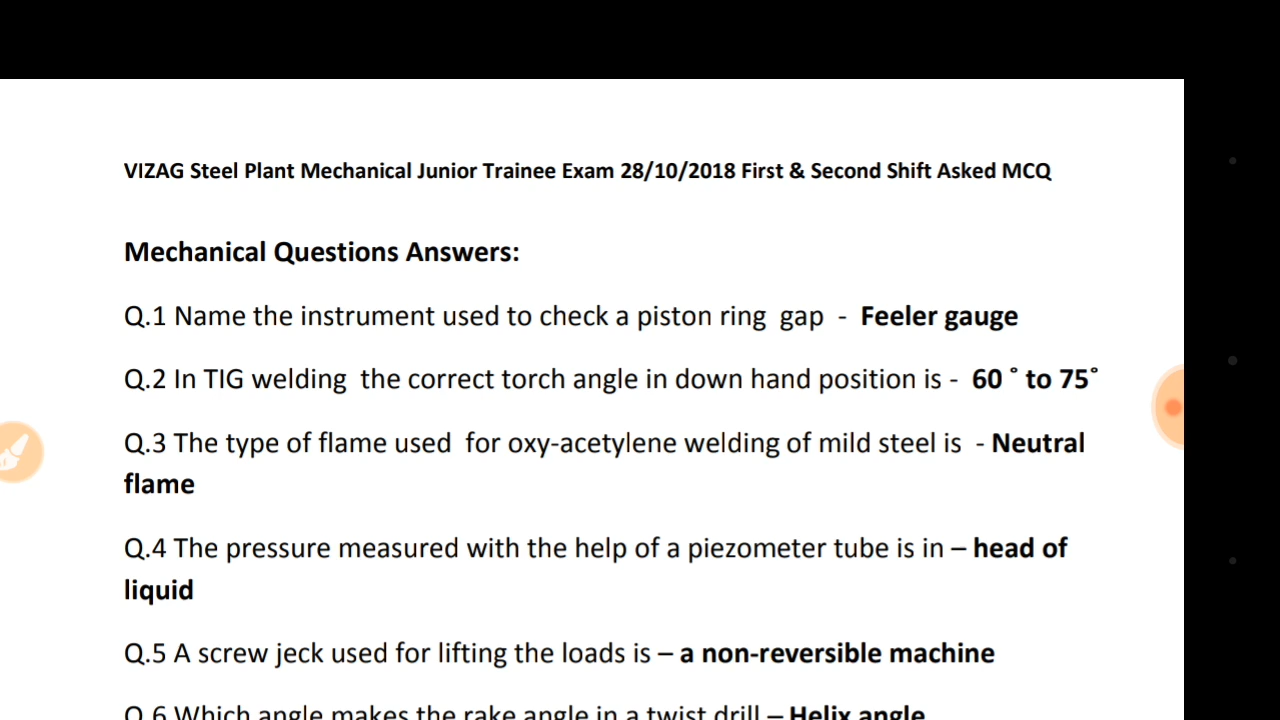 VIZAG Steel Plant Mechanical Junior Trainee Exam 28/10/2018 First & Second Shift Asked MCQ
Mechanical Questions Answers:
Q.1 Name the instrument used to check a piston ring  gap  -  Feeler gauge
Q.2 In TIG welding  the correct torch angle in down hand position is -  60 ˚ to 75˚
Q.3 The type of flame used  for oxy-acetylene welding of mild steel is  - Neutral
flame
Q.4 The pressure measured with the help of a piezometer tube is in – head of
liquid
Q.5 A screw jeck used for lifting the loads is – a non-reversible machine
Q.6 Which angle makes the rake angle in a twist drill – Helix angle